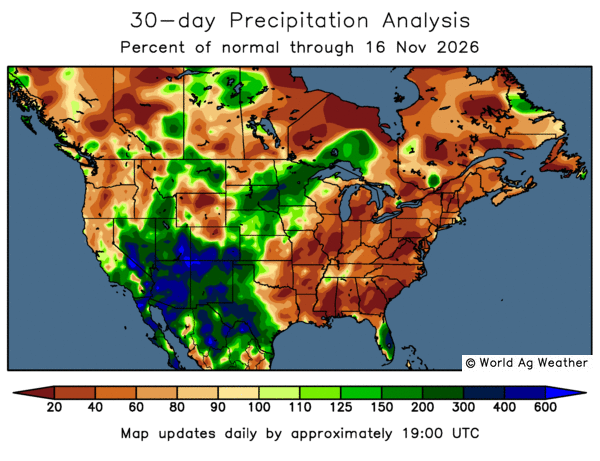 30-day Precipitation Analysis
Percent of normal through 16 Nov 2026
© World Ag Weather
20 40 60 80 90 100 110 125 150 200 300 400 600
Map updates daily by approximately 19:00 UTC